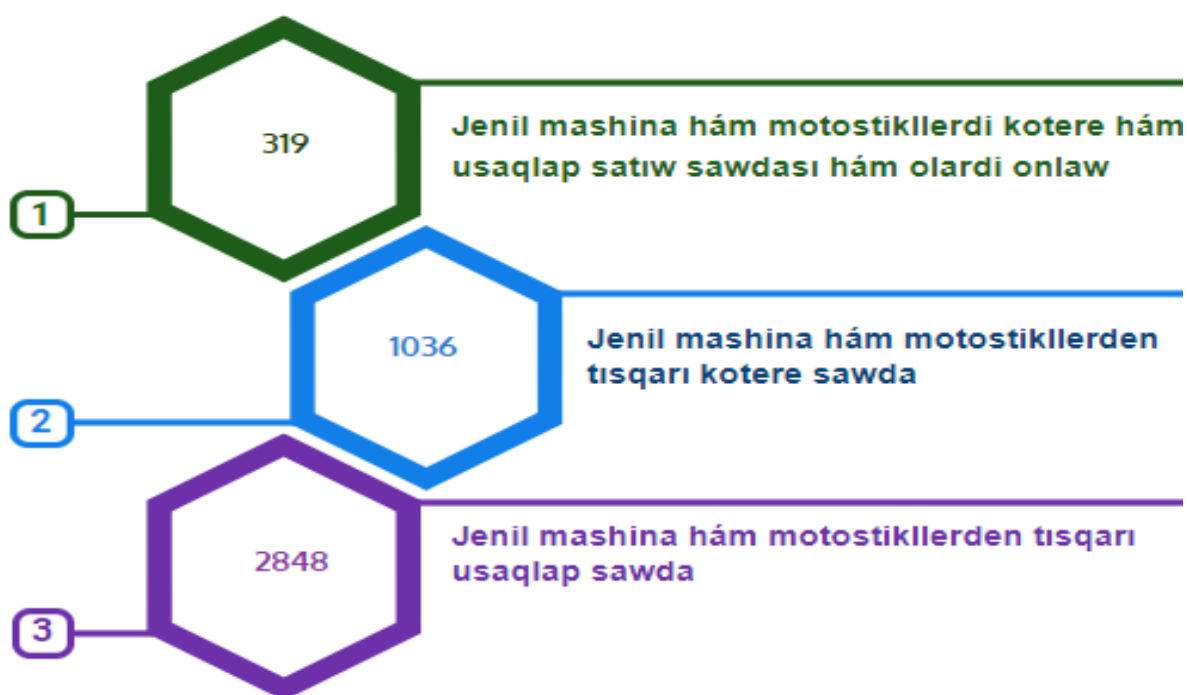 319
Jenil mashina hám motostikllerdi kotere hám
usaqlap satıw sawdası hám olardi onlaw
1
1036
Jenil mashina hám motostikllerden
tısqarı kotere sawda
2
2848
Jenil mashina hám motostikllerden tısqarı
usaqlap sawda
3